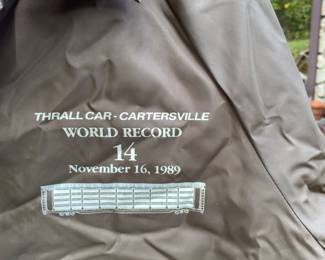 THRALL CAR - CARTERSVILLE
WORLD RECORD
14
November 16, 1989